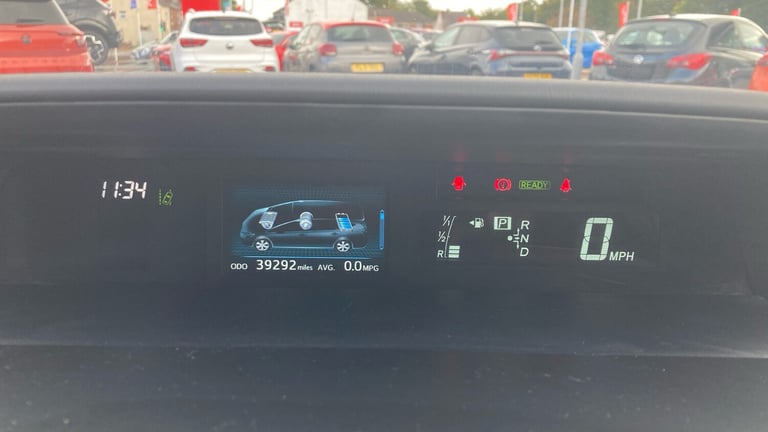 11:34
READY
1/1
1/2
R
P
R
N
D
0 MPH
ODO 39292 miles AVG. 0.0 MPG